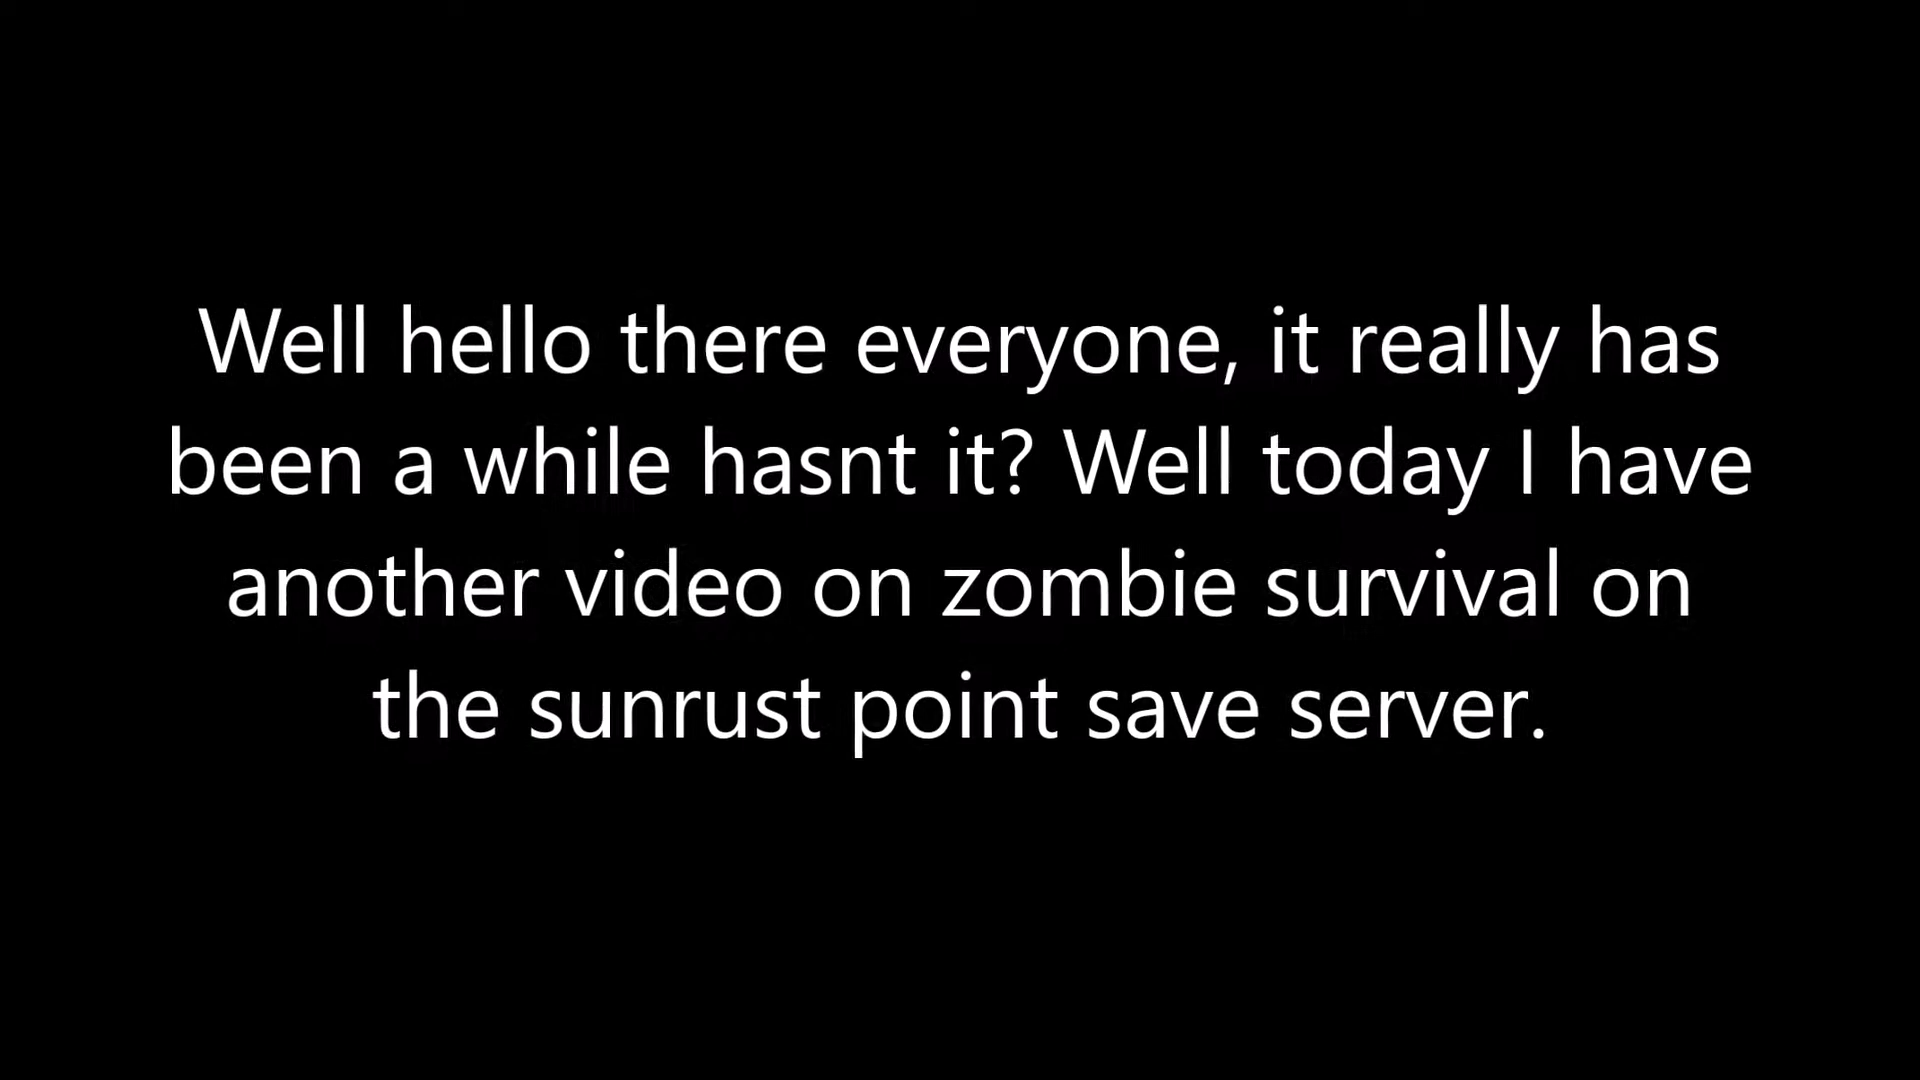 Well hello there everyone, it really has
been a while hasnt it? Well today I have
another video on zombie survival on
the sunrust point save server.